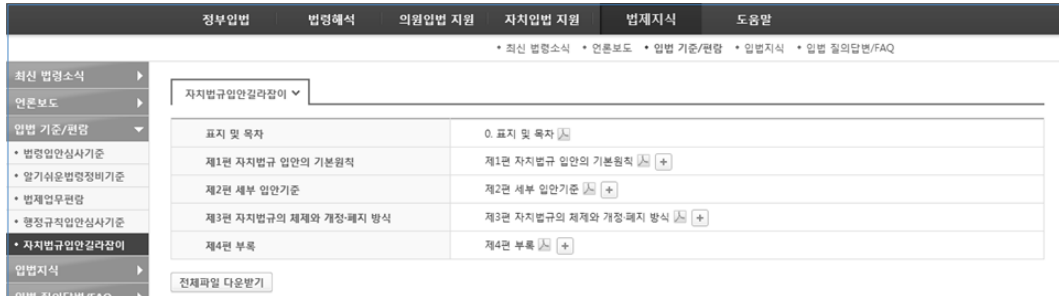 정부입법 법령해석 의원입법 지원 자치입법 지원 법제지식 도움말
• 최신 법령소식 • 언론보도 • 입법 기준/편람 • 입법지식 • 입법 질의답변/FAQ
최신 법령소식
언론보도
입법 기준/편람
• 법령입안심사기준
• 알기쉬운법령정비기준
• 법제업무편람
• 행정규칙입안심사기준
• 자치법규입안길라잡이
입법지식
입법 질의답변/FAQ
자치법규입안길라잡이
표지 및 목차 0. 표지 및 목차
제1편 자치법규 입안의 기본원칙 제1편 자치법규 입안의 기본원칙 +
제2편 세부 입안기준 제2편 세부 입안기준 +
제3편 자치법규의 체제와 개정·폐지 방식 제3편 자치법규의 체제와 개정·폐지 방식 +
제4편 부록 제4편 부록 +
전체파일 다운받기